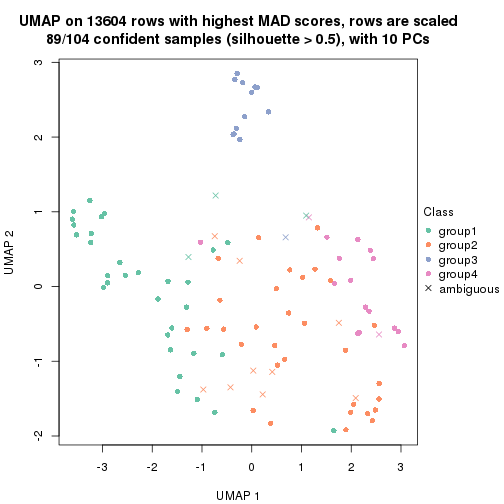 UMAP on 13604 rows with highest MAD scores, rows are scaled
89/104 confident samples (silhouette > 0.5), with 10 PCs
3
2
1
0
-1
-2
UMAP 2
-3
-2
-1
0
1
2
3
UMAP 1
Class
group1
group2
group3
group4
ambiguous